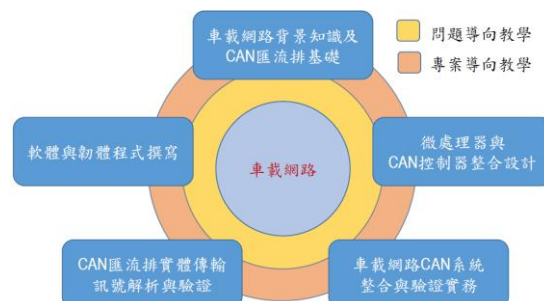 車載網路背景知識及
CAN匯流排基礎
問題導向教學
專案導向教學
軟體與韌體程式撰寫
車載網路
微處理器與
CAN控制器整合設計
CAN匯流排實體傳輸
訊號解析與驗證
車載網路CAN系統
整合與驗證實務